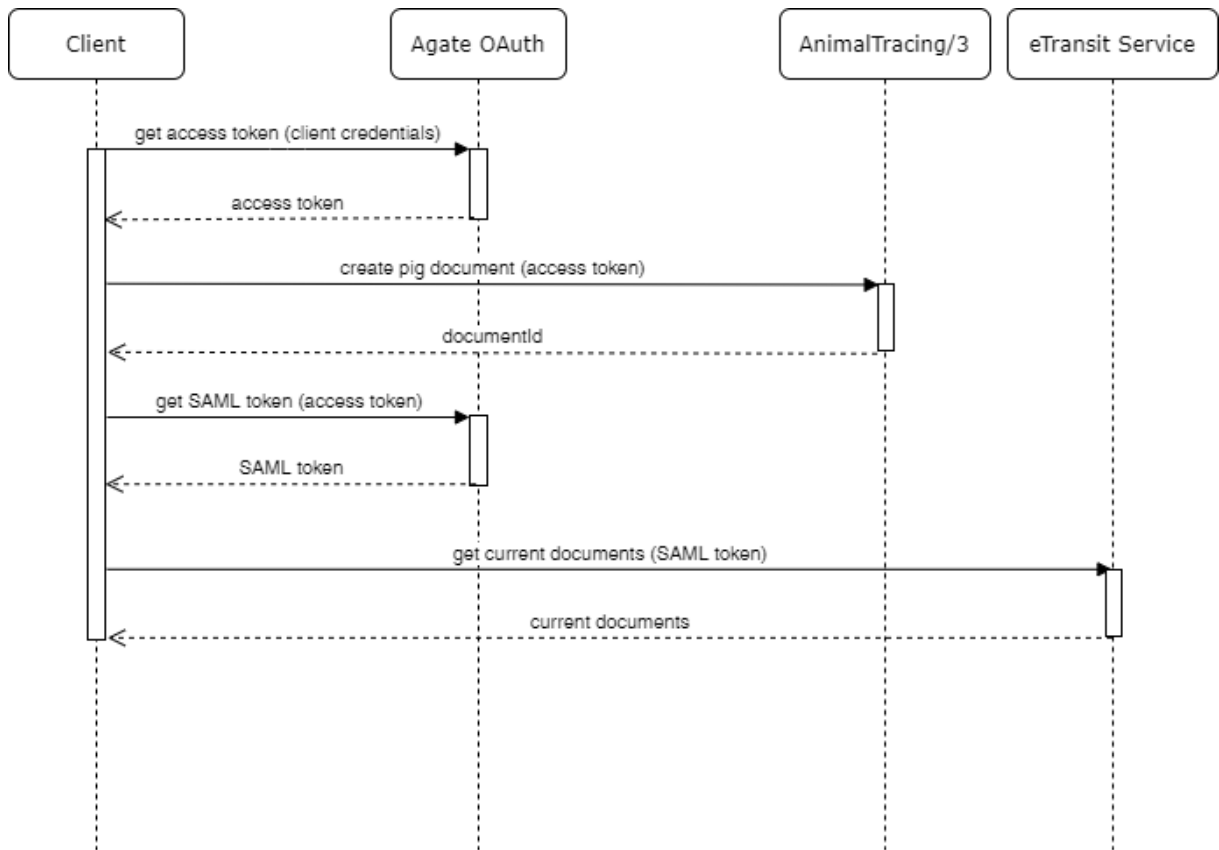 Client
Agate OAuth
AnimalTracing/3
eTransit Service
get access token (client credentials)
access token
create pig document (access token)
documentId
get SAML token (access token)
SAML token
get current documents (SAML token)
current documents